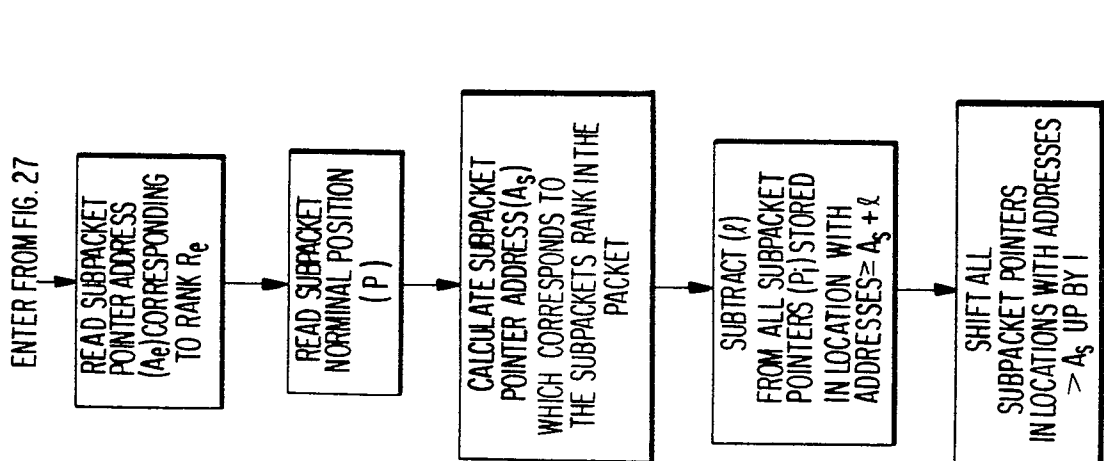 ENTER FROM FIG. 27
READ SUBPACKET
POINTER ADDRESS
(Ae) CORRESPONDING
TO RANK Re
READ SUBPACKET
NORMINAL POSITION
(P)
CALCULATE SUBPACKET
POINTER ADDRESS (As)
WHICH CORRESPONDS TO
THE SUBPACKETS RANK IN THE
PACKET
SUBTRACT (ℓ)
FROM ALL SUBPACKET
POINTERS (Pi) STORED
IN LOCATION WITH
ADDRESSES ≥ As + ℓ
SHIFT ALL
SUBPACKET POINTERS
IN LOCATIONS WITH ADDRESSES
> As UP BY 1